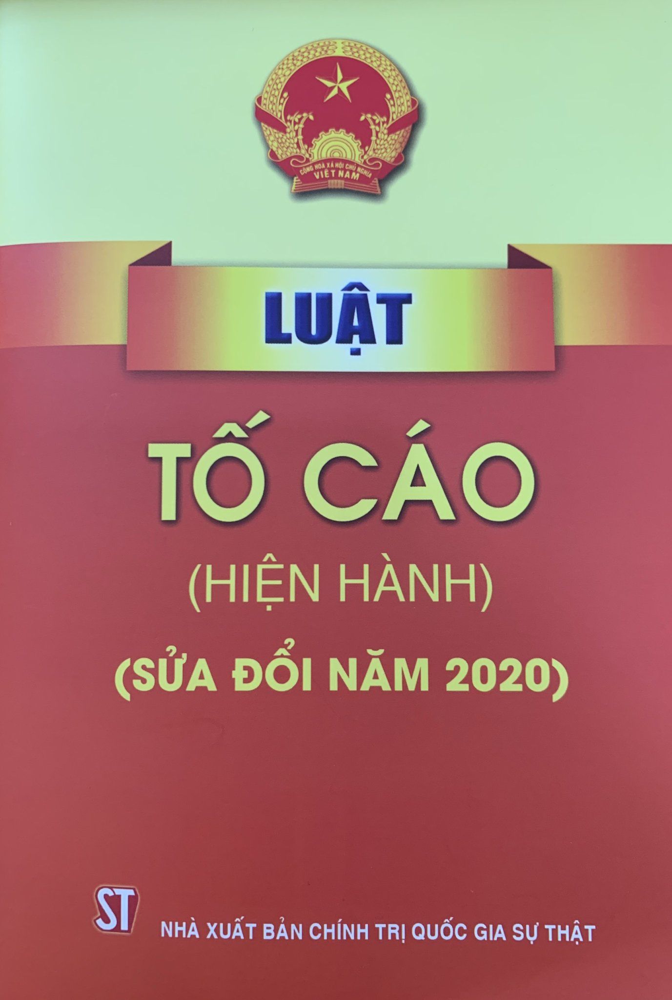 CỘNG HOÀ XÃ HỘI CHỦ NGHĨA
VIỆT NAM
LUẬT
TỐ CÁO
(HIỆN HÀNH)
(SỬA ĐỔI NĂM 2020)
ST
NHÀ XUẤT BẢN CHÍNH TRỊ QUỐC GIA SỰ THẬT